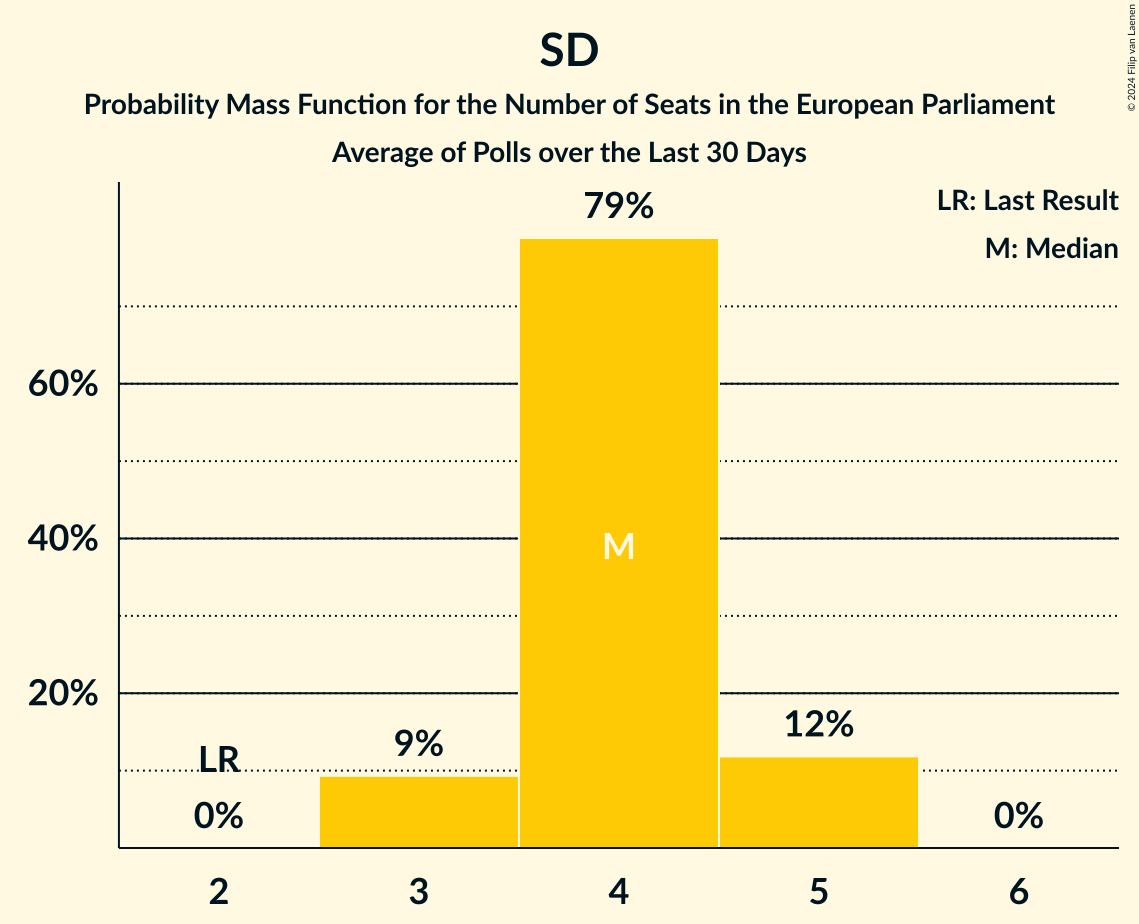 SD
Probability Mass Function for the Number of Seats in the European Parliament
Average of Polls over the Last 30 Days
© 2024 Filip van Laenen
LR: Last Result
M: Median
79%
60%
40%
M
20%
12%
9%
LR
0%
0%
2 3 4 5 6